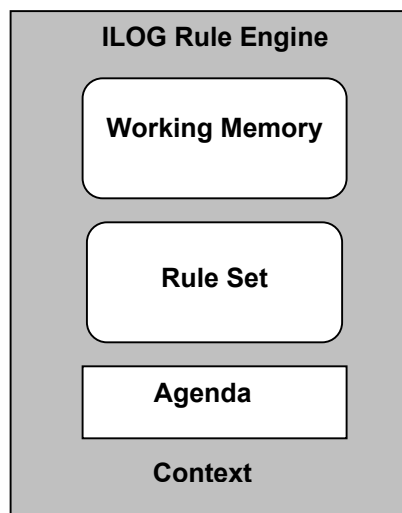 ILOG Rule Engine
Working Memory
Rule Set
Agenda
Context